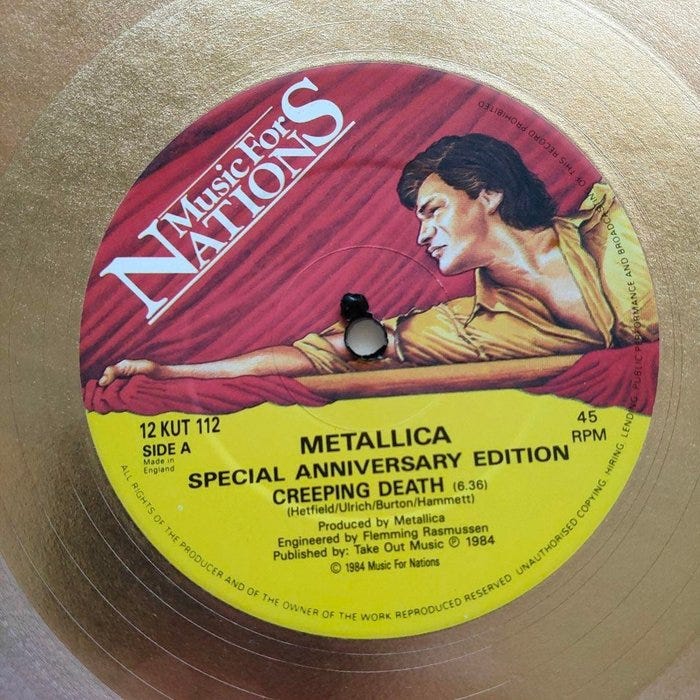 Music For
NATIONS
12 KUT 112
SIDE A
Made in
England
45
RPM
METALLICA
SPECIAL ANNIVERSARY EDITION
CREEPING DEATH (6.36)
(Hetfield/Ulrich/Burton/Hammett)
Produced by Metallica
Engineered by Flemming Rasmussen
Published by: Take Out Music ℗ 1984
© 1984 Music For Nations
ALL RIGHTS OF THE PRODUCER AND OF THE OWNER OF THE WORK REPRODUCED RESERVED. UNAUTHORISED COPYING, HIRING, LENDING, PUBLIC PERFORMANCE AND BROADCASTING OF THIS RECORD PROHIBITED